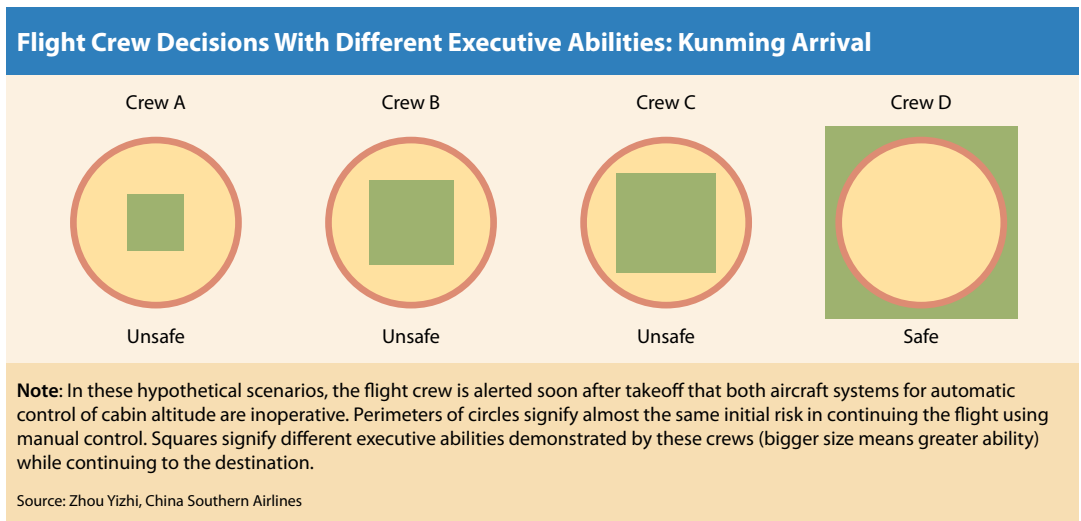 Flight Crew Decisions With Different Executive Abilities: Kunming Arrival
Crew A
Crew B
Crew C
Crew D
Unsafe
Unsafe
Unsafe
Safe
Note: In these hypothetical scenarios, the flight crew is alerted soon after takeoff that both aircraft systems for automatic
control of cabin altitude are inoperative. Perimeters of circles signify almost the same initial risk in continuing the flight using
manual control. Squares signify different executive abilities demonstrated by these crews (bigger size means greater ability)
while continuing to the destination.
Source: Zhou Yizhi, China Southern Airlines